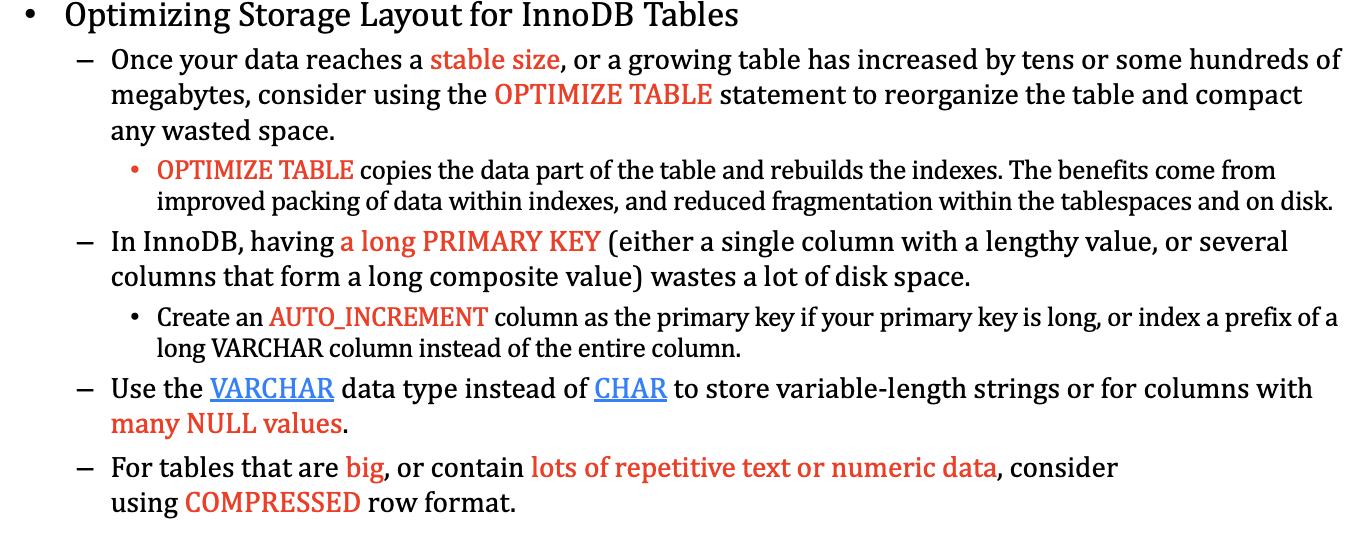 • Optimizing Storage Layout for InnoDB Tables
– Once your data reaches a stable size, or a growing table has increased by tens or some hundreds of
megabytes, consider using the OPTIMIZE TABLE statement to reorganize the table and compact
any wasted space.
• OPTIMIZE TABLE copies the data part of the table and rebuilds the indexes. The benefits come from
improved packing of data within indexes, and reduced fragmentation within the tablespaces and on disk.
– In InnoDB, having a long PRIMARY KEY (either a single column with a lengthy value, or several
columns that form a long composite value) wastes a lot of disk space.
• Create an AUTO_INCREMENT column as the primary key if your primary key is long, or index a prefix of a
long VARCHAR column instead of the entire column.
– Use the VARCHAR data type instead of CHAR to store variable-length strings or for columns with
many NULL values.
– For tables that are big, or contain lots of repetitive text or numeric data, consider
using COMPRESSED row format.